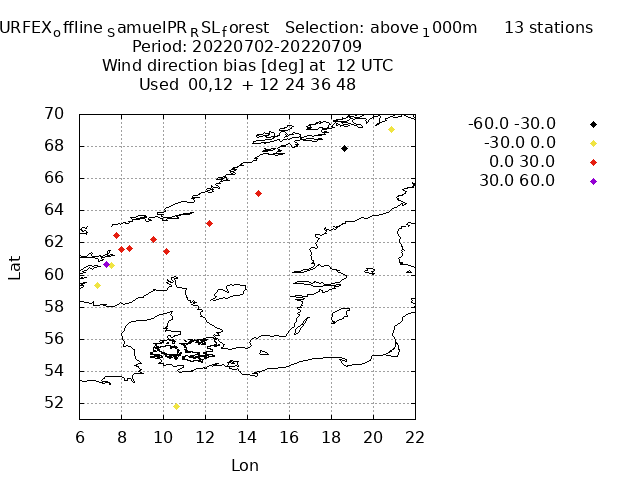 URFEXoffline SamuelPRRSLforest   Selection: above1000m     13 stations
Period: 20220702-20220709
Wind direction bias [deg] at  12 UTC
Used  00,12  + 12 24 36 48
-60.0 -30.0
-30.0 0.0
0.0 30.0
30.0 60.0
70
68
66
64
62
60
58
56
54
52
Lat
6 8 10 12 14 16 18 20 22
Lon